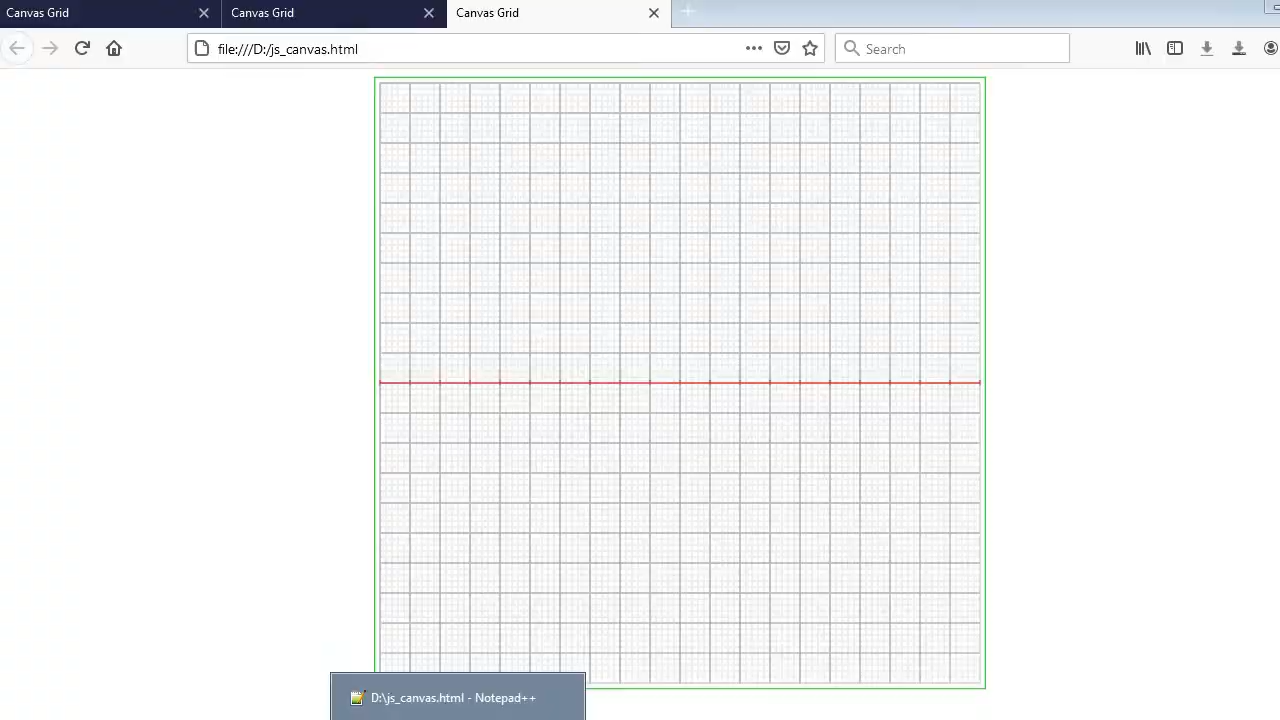 Canvas Grid
Canvas Grid
Canvas Grid
file:///D:/js_canvas.html
Search
D:\js_canvas.html - Notepad++